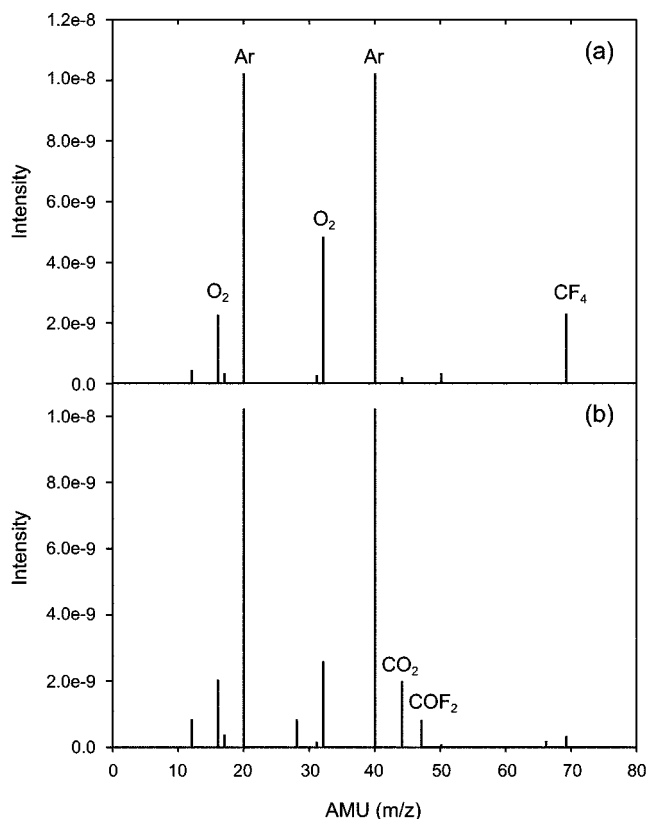 1.2e-8
(a)
Ar
Ar
1.0e-8
8.0e-9
Intensity
6.0e-9
O₂
4.0e-9
O₂
CF₄
2.0e-9
0.0
(b)
1.0e-8
8.0e-9
Intensity
6.0e-9
4.0e-9
CO₂
2.0e-9
COF₂
0.0
0 10 20 30 40 50 60 70 80
AMU (m/z)